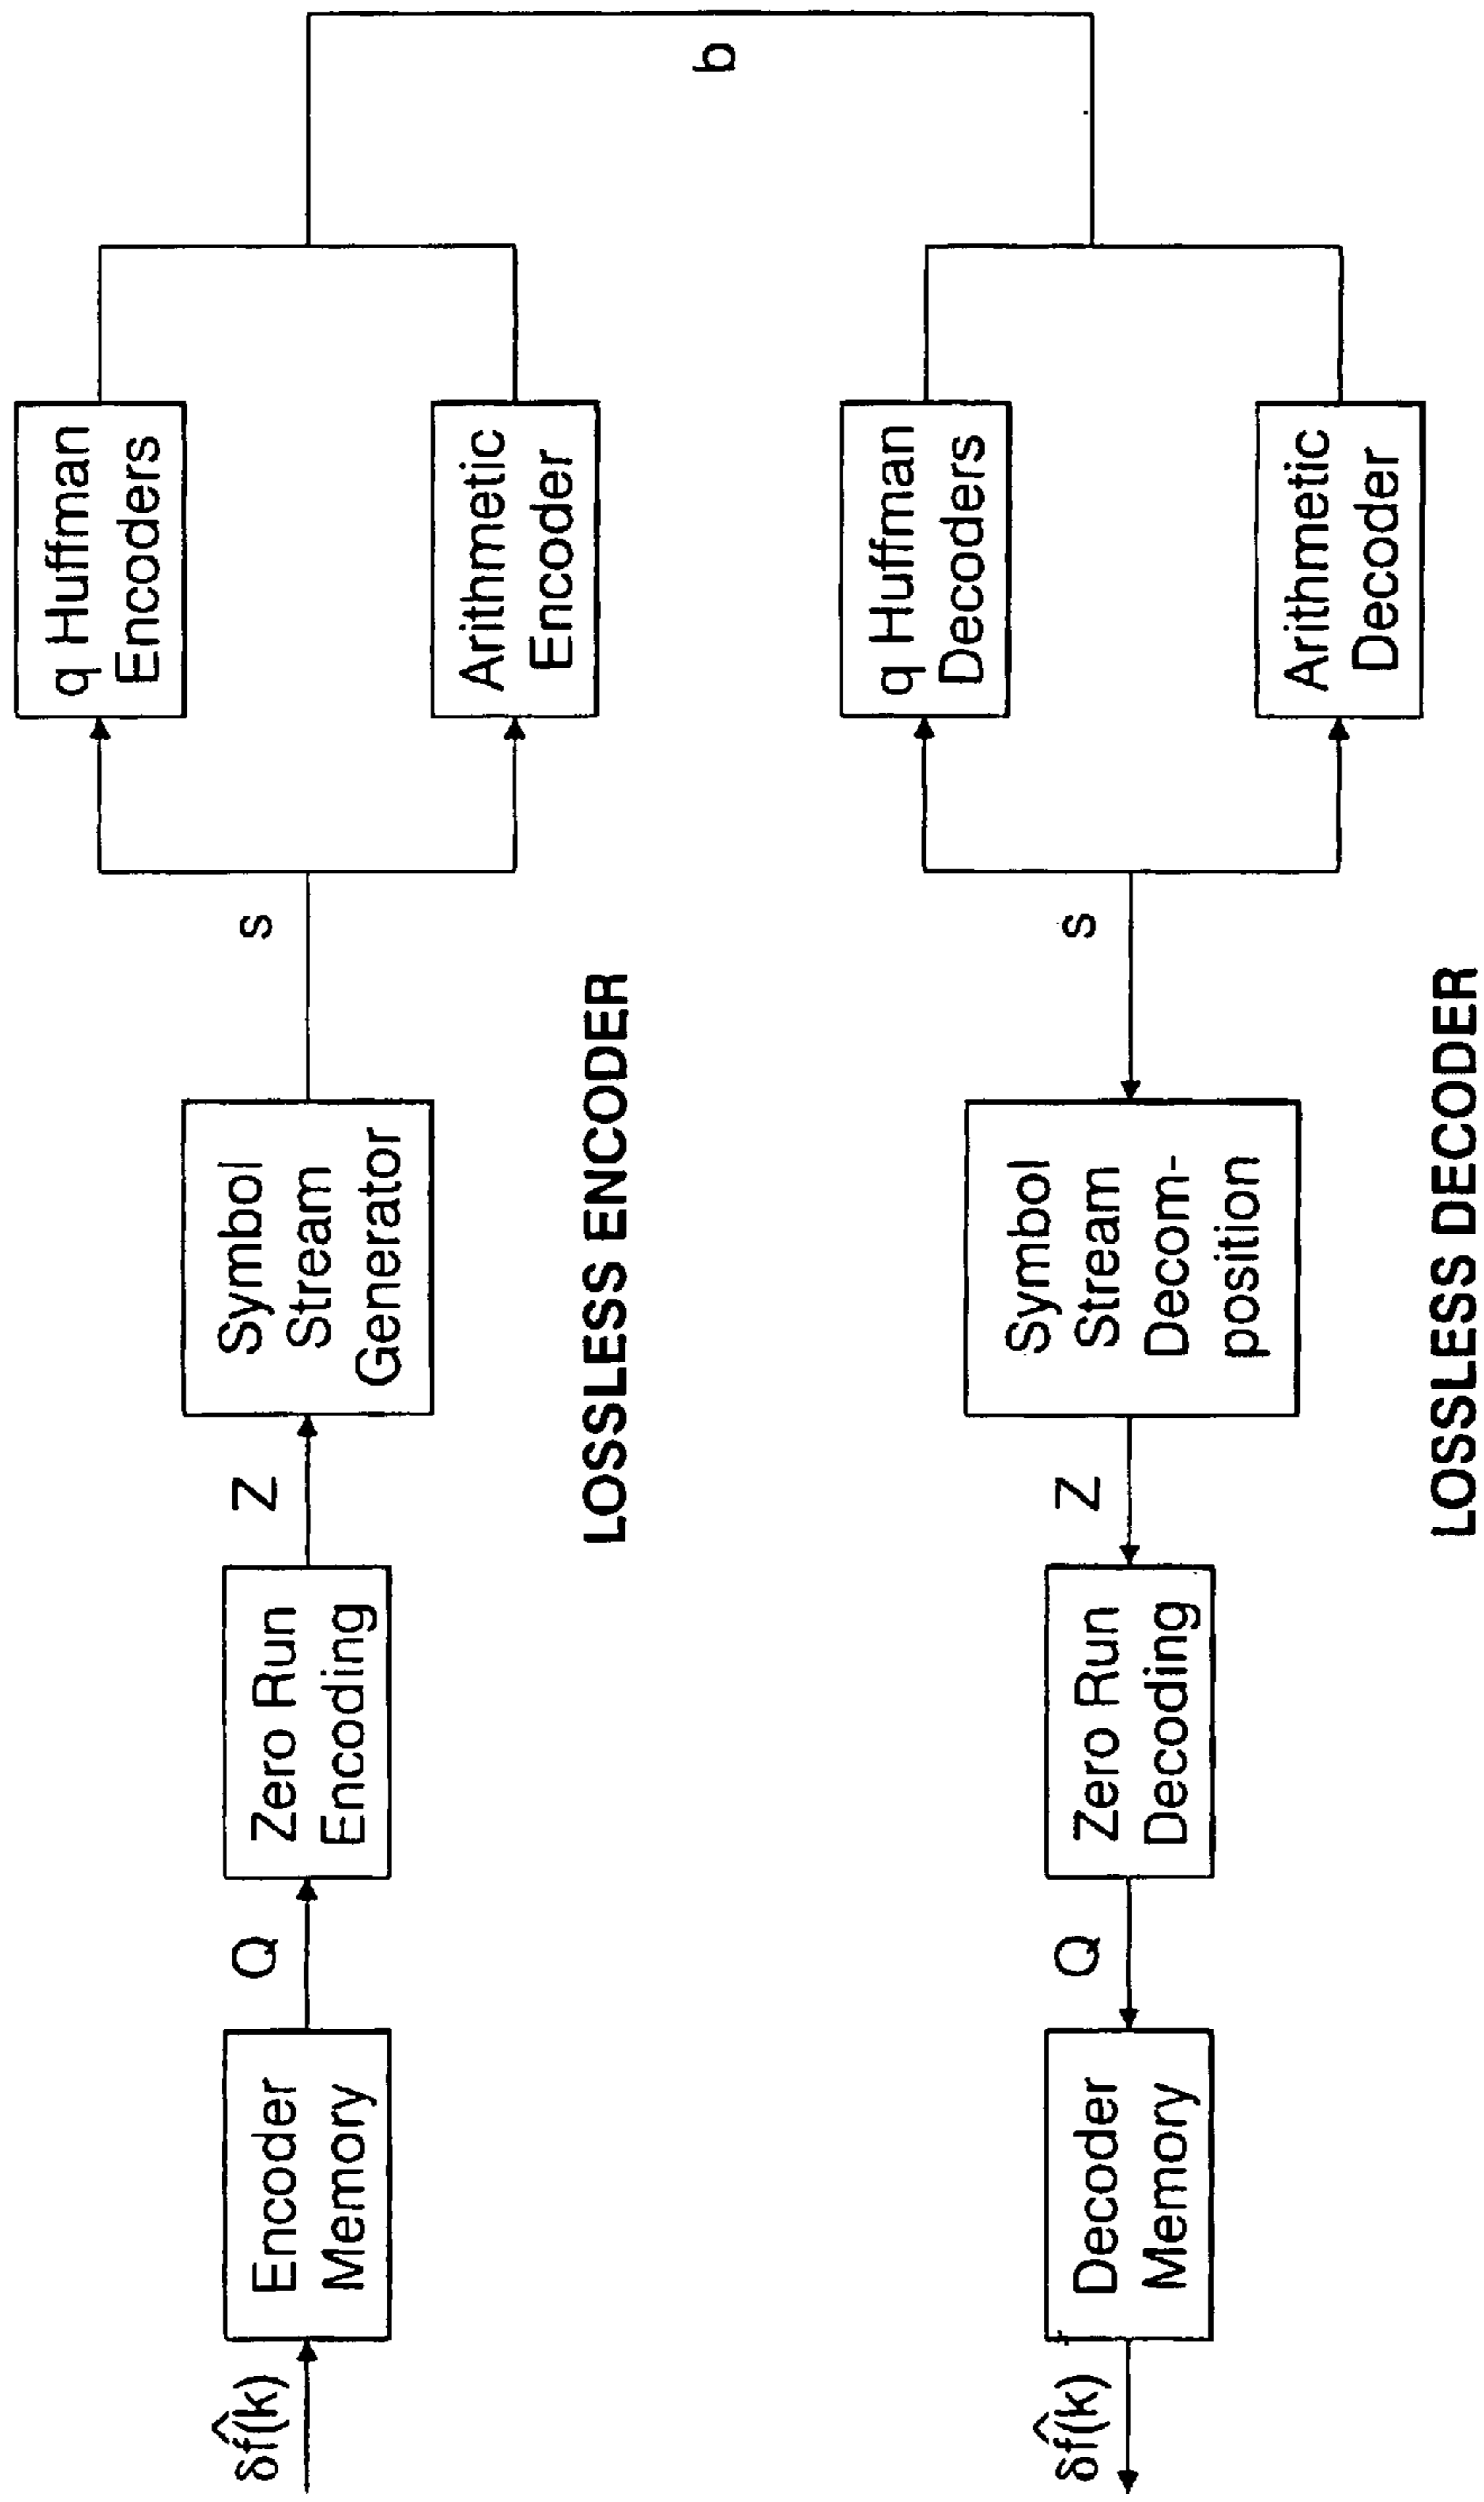 δf̂(k)
Encoder
Memory
Q
Zero Run
Encoding
Z
Symbol
Stream
Generator
s
q Huffman
Encoders
Arithmetic
Encoder
LOSSLESS ENCODER
b
δf̂(k)
Decoder
Memory
Q
Zero Run
Decoding
Z
Symbol
Stream
Decom-
position
s
q Huffman
Decoders
Arithmetic
Decoder
LOSSLESS DECODER